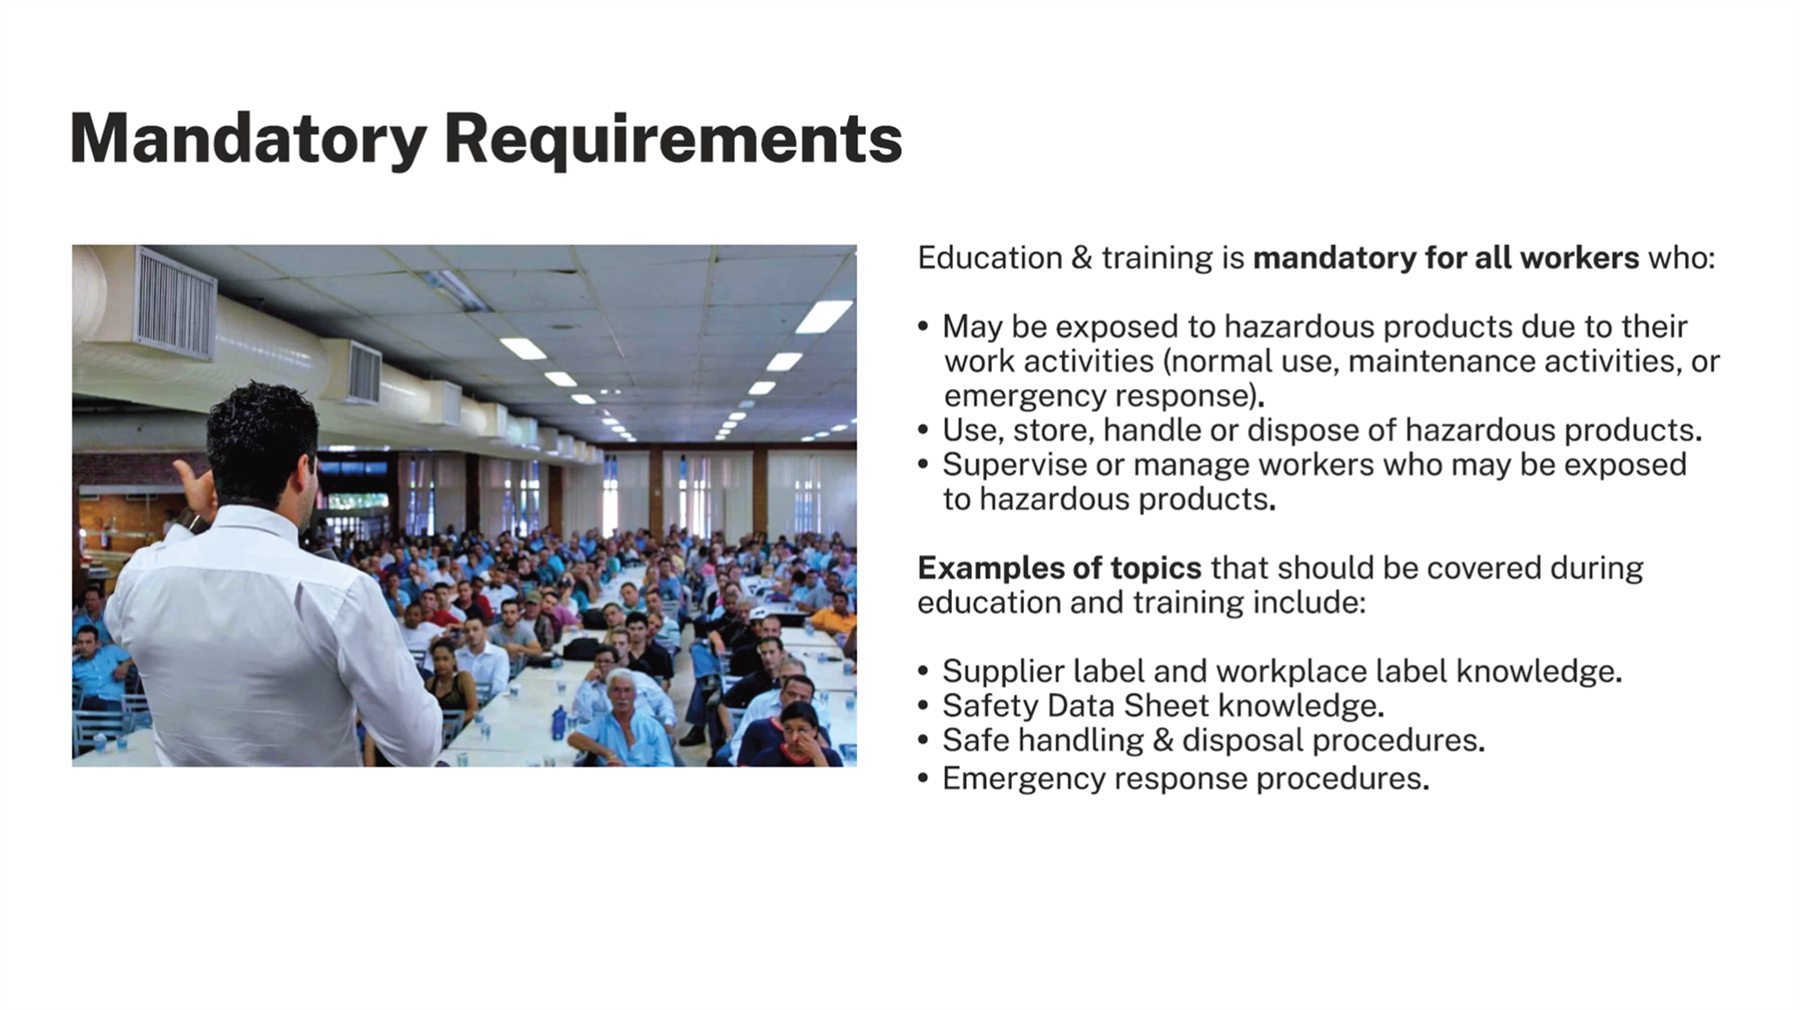 Mandatory Requirements
Education & training is mandatory for all workers who:
• May be exposed to hazardous products due to their
work activities (normal use, maintenance activities, or
emergency response).
• Use, store, handle or dispose of hazardous products.
• Supervise or manage workers who may be exposed
to hazardous products.
Examples of topics that should be covered during
education and training include:
• Supplier label and workplace label knowledge.
• Safety Data Sheet knowledge.
• Safe handling & disposal procedures.
• Emergency response procedures.